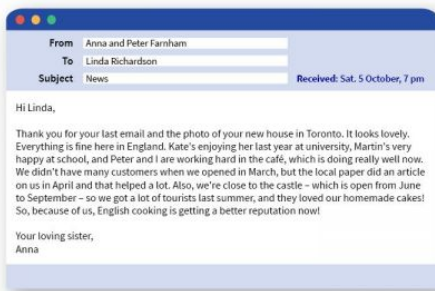 From Anna and Peter Farnham
To Linda Richardson
Subject News Received: Sat. 5 October, 7 pm
Hi Linda,
Thank you for your last email and the photo of your new house in Toronto. It looks lovely.
Everything is fine here in England. Kate's enjoying her last year at university, Martin's very
happy at school, and Peter and I are working hard in the café, which is doing really well now.
We didn't have many customers when we opened in March, but the local paper did an article
on us in April and that helped a lot. Also, we're close to the castle – which is open from June
to September – so we got a lot of tourists last summer, and they loved our homemade cakes!
So, because of us, English cooking is getting a better reputation now!
Your loving sister,
Anna